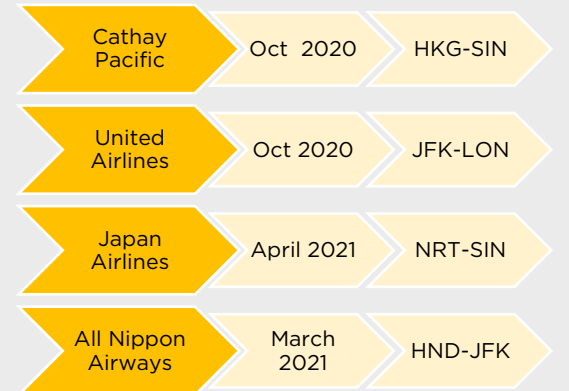 Cathay
Pacific
Oct 2020
HKG-SIN
United
Airlines
Oct 2020
JFK-LON
Japan
Airlines
April 2021
NRT-SIN
All Nippon
Airways
March
2021
HND-JFK